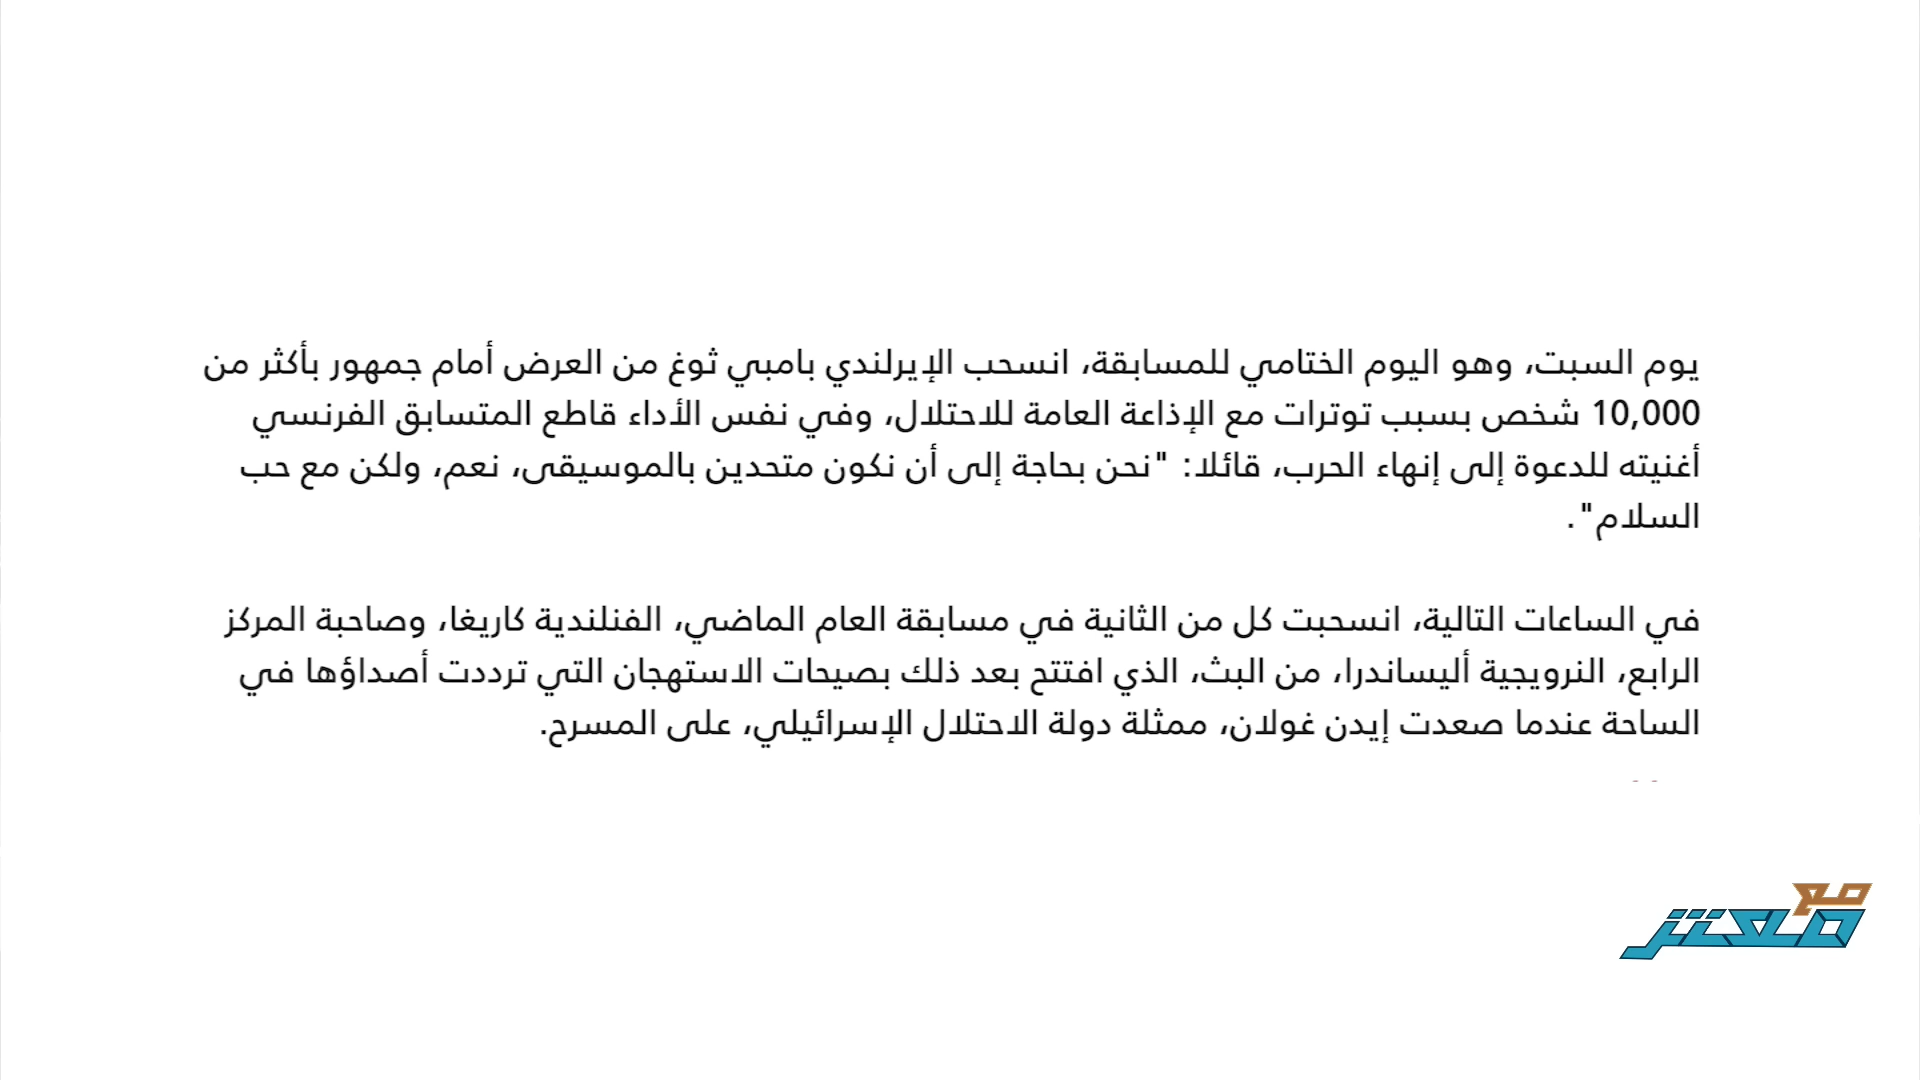 يوم السبت، وهو اليوم الختامي للمسابقة، انسحب الإيرلندي بامبي ثوغ من العرض أمام جمهور بأكثر من
10,000 شخص بسبب توترات مع الإذاعة العامة للاحتلال، وفي نفس الأداء قاطع المتسابق الفرنسي
أغنيته للدعوة إلى إنهاء الحرب، قائلا: "نحن بحاجة إلى أن نكون متحدين بالموسيقى، نعم، ولكن مع حب
السلام".
في الساعات التالية، انسحبت كل من الثانية في مسابقة العام الماضي، الفنلندية كاريغا، وصاحبة المركز
الرابع، النرويجية أليساندرا، من البث، الذي افتتح بعد ذلك بصيحات الاستهجان التي ترددت أصداؤها في
الساحة عندما صعدت إيدن غولان، ممثلة دولة الاحتلال الإسرائيلي، على المسرح.
مع
معتز